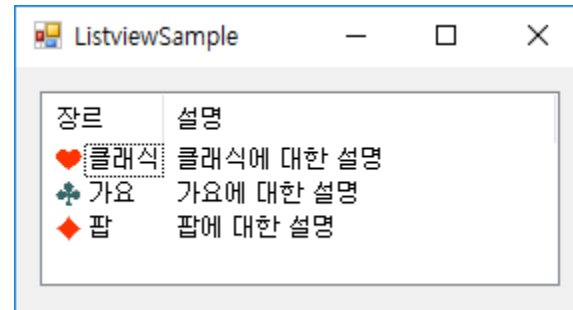 ListviewSample
장르 설명
클래식 클래식에 대한 설명
가요 가요에 대한 설명
팝 팝에 대한 설명